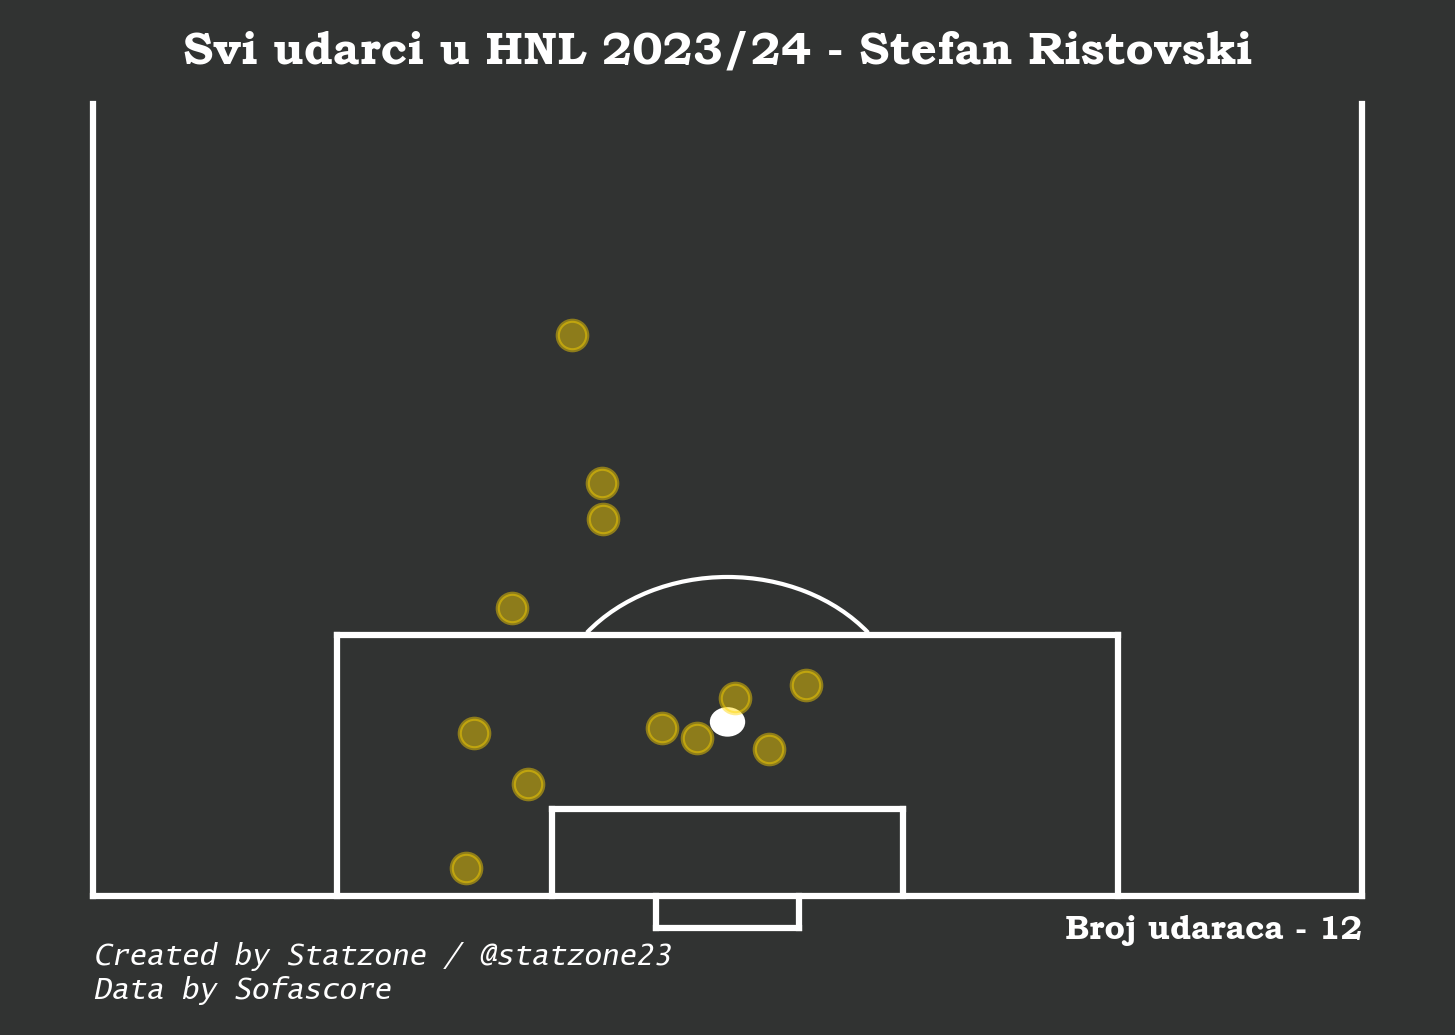 Svi udarci u HNL 2023/24 - Stefan Ristovski
Broj udaraca - 12
Created by Statzone / @statzone23
Data by Sofascore